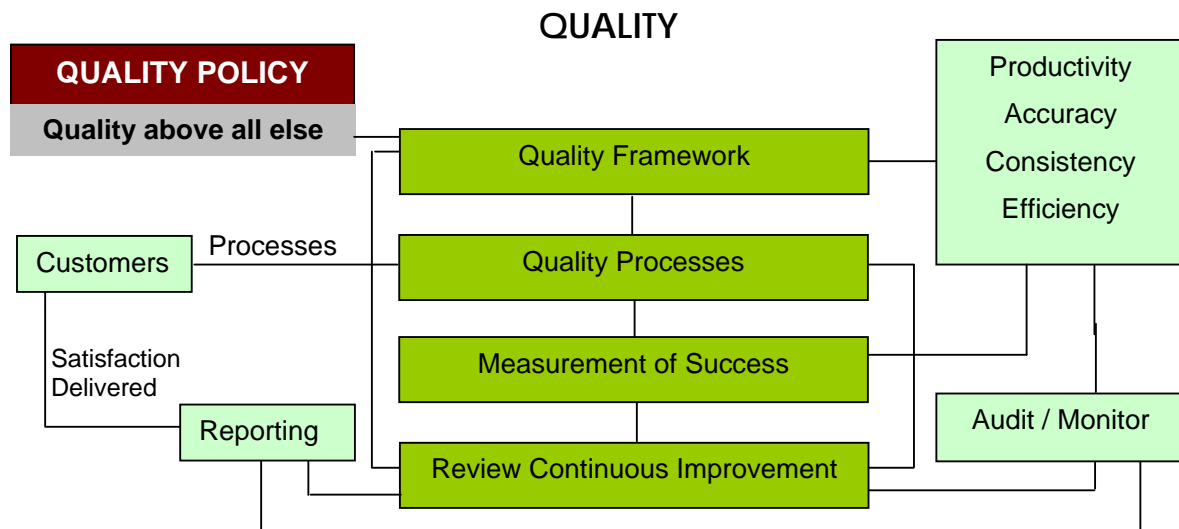 QUALITY
QUALITY POLICY
Quality above all else
Productivity
Accuracy
Consistency
Efficiency
Quality Framework
Customers
Processes
Quality Processes
Satisfaction
Delivered
Measurement of Success
Reporting
Audit / Monitor
Review Continuous Improvement